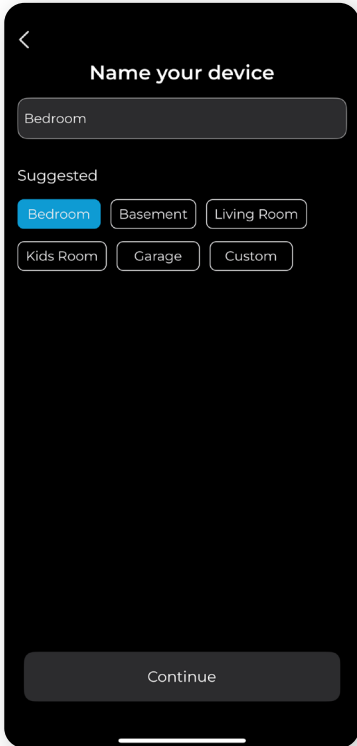 Name your device
Bedroom
Suggested
Bedroom Basement Living Room
Kids Room Garage Custom
Continue